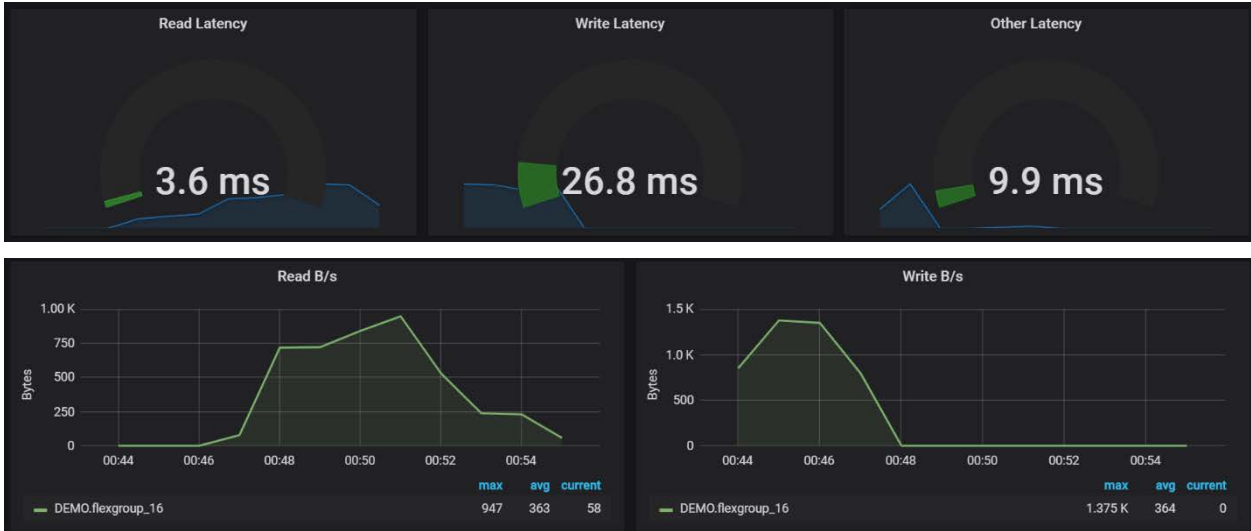 Read Latency
Write Latency
Other Latency
3.6 ms
26.8 ms
9.9 ms
Read B/s
1.00 K
750
500
250
0
Bytes
00:44 00:46 00:48 00:50 00:52 00:54
max avg current
DEMO.flexgroup_16 947 363 58
Write B/s
1.5 K
1.0 K
500
0
Bytes
00:44 00:46 00:48 00:50 00:52 00:54
max avg current
DEMO.flexgroup_16 1.375 K 364 0